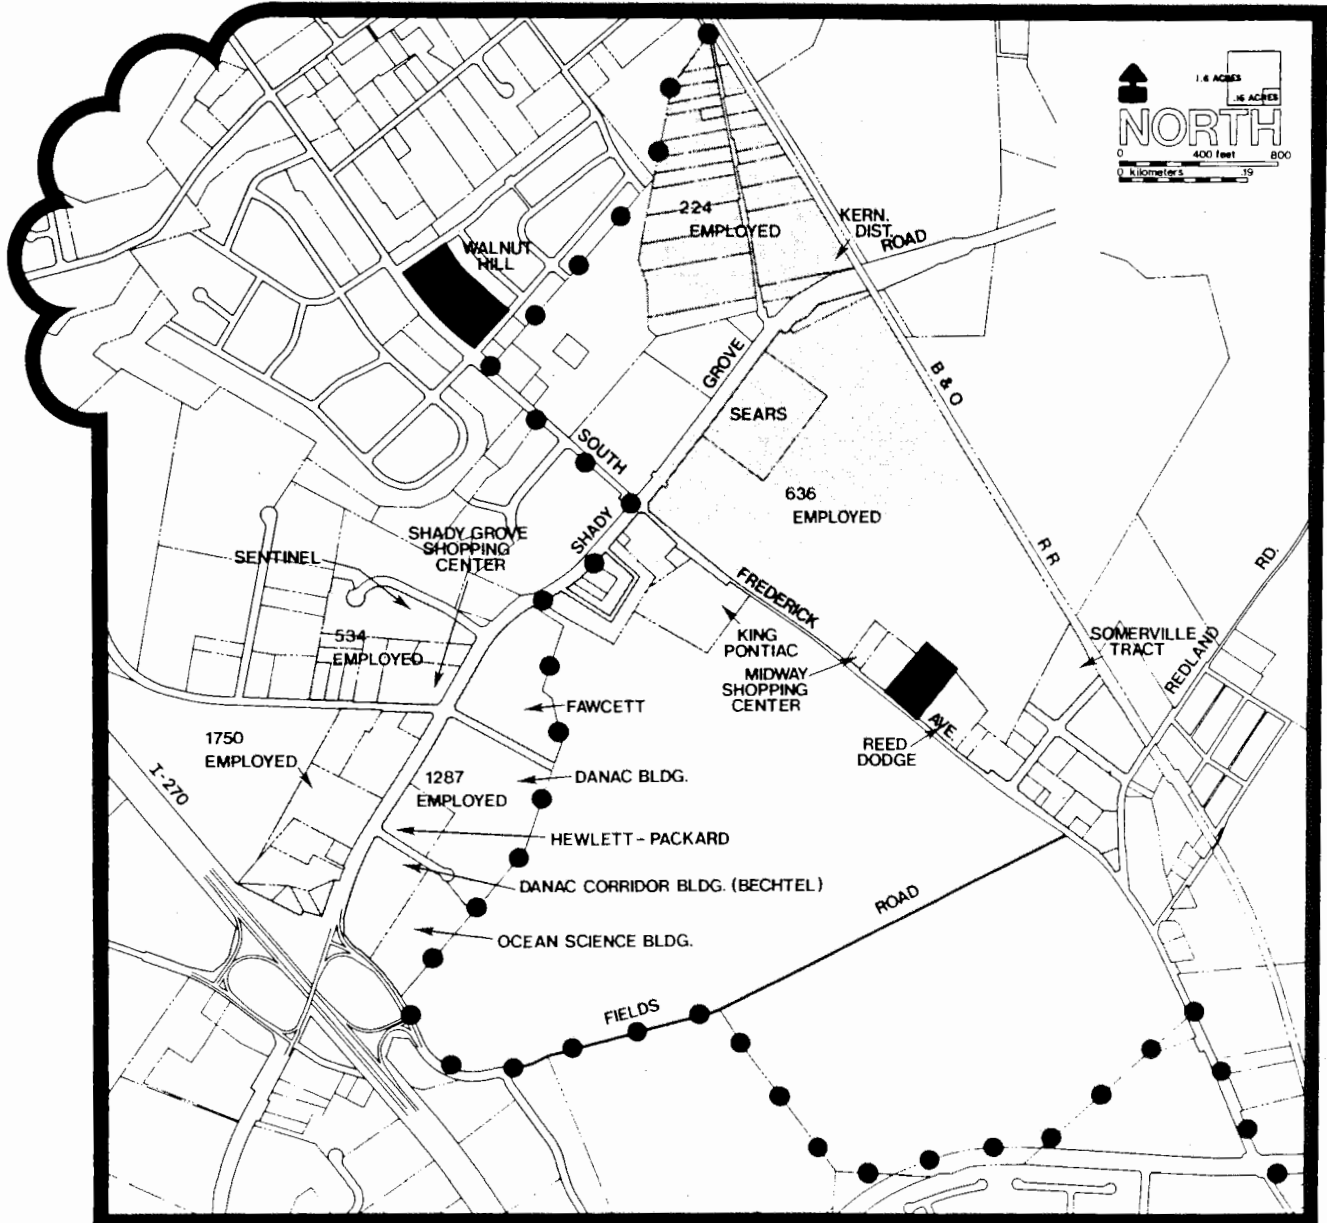 1.6 ACRES
.16 ACRES
NORTH
0 400 feet 800
0 kilometers .19
224
EMPLOYED
KERN.
DIST.
ROAD
WALNUT
HILL
GROVE
B & O
SEARS
SOUTH
636
EMPLOYED
SHADY
SHADY GROVE
SHOPPING
CENTER
SENTINEL
R R
RD.
FREDERICK
534
EMPLOYED
KING
PONTIAC
SOMERVILLE
TRACT
REDLAND
MIDWAY
SHOPPING
CENTER
FAWCETT
AVE
REED
DODGE
1750
EMPLOYED
I-270
1287
EMPLOYED
DANAC BLDG.
HEWLETT-PACKARD
DANAC CORRIDOR BLDG. (BECHTEL)
ROAD
OCEAN SCIENCE BLDG.
FIELDS